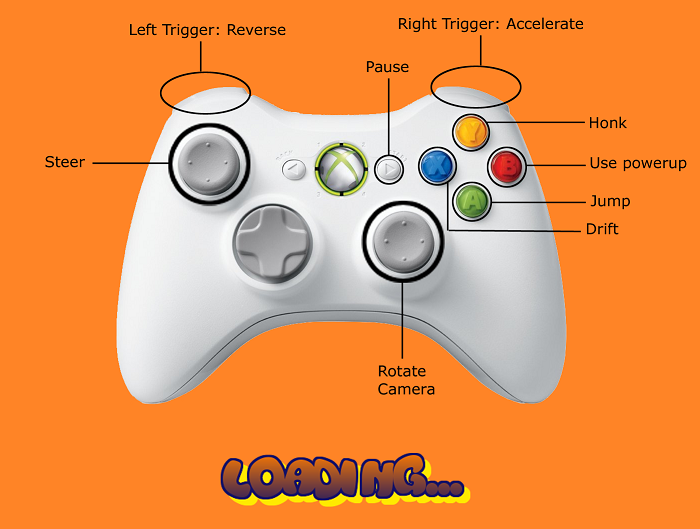 Left Trigger: Reverse
Right Trigger: Accelerate
Pause
Honk
Steer
Use powerup
Jump
Drift
Rotate
Camera
Y
X
B
A
LOADING...